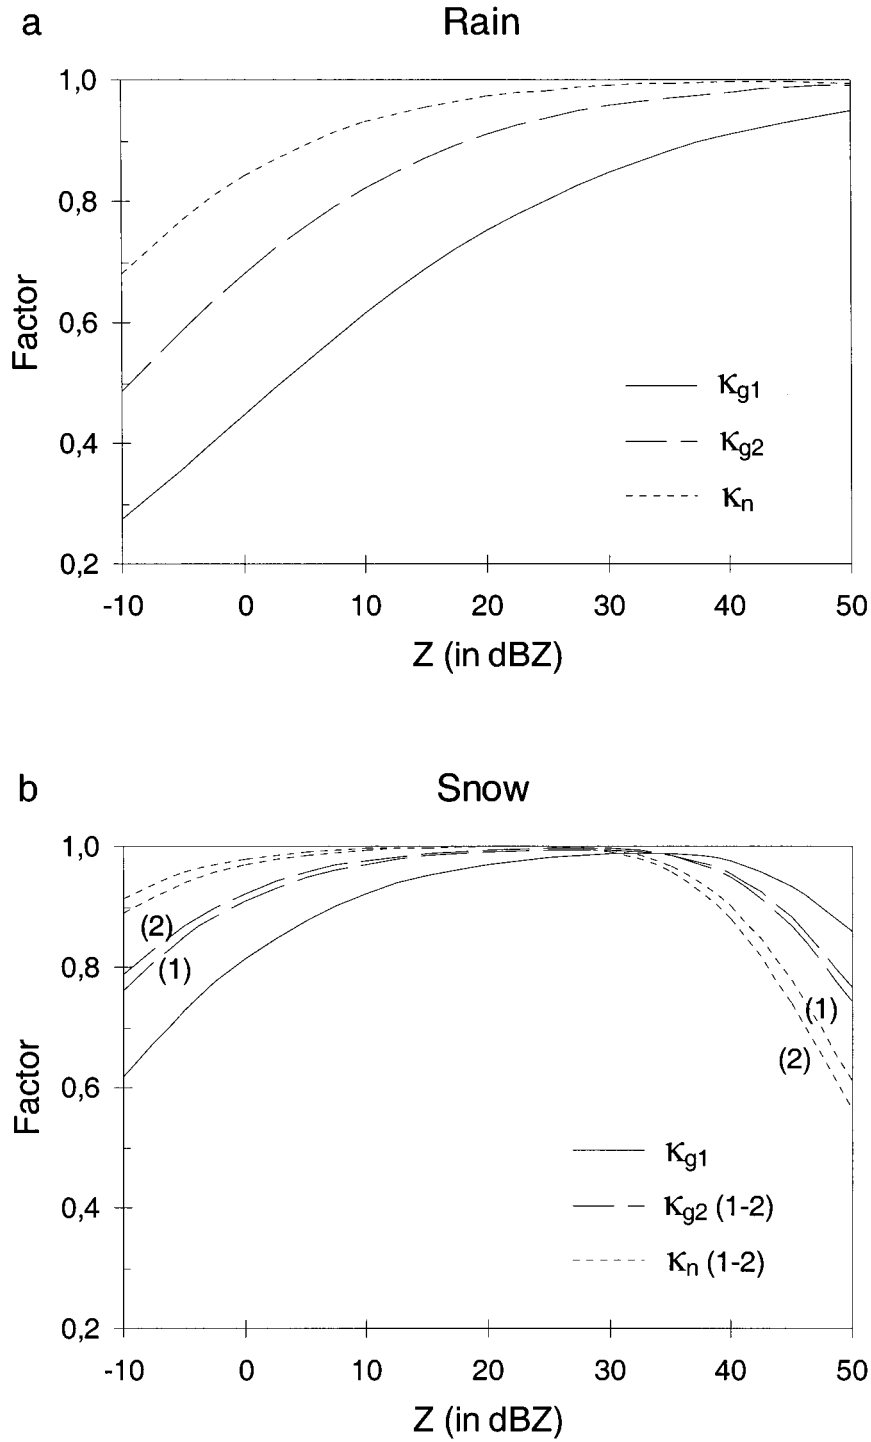 a Rain
1,0
0,8
0,6
0,4
0,2
Factor
κg1
κg2
κn
-10 0 10 20 30 40 50
Z (in dBZ)
b Snow
1,0
0,8
0,6
0,4
0,2
Factor
(2)
(1)
(1)
(2)
κg1
κg2 (1-2)
κn (1-2)
-10 0 10 20 30 40 50
Z (in dBZ)